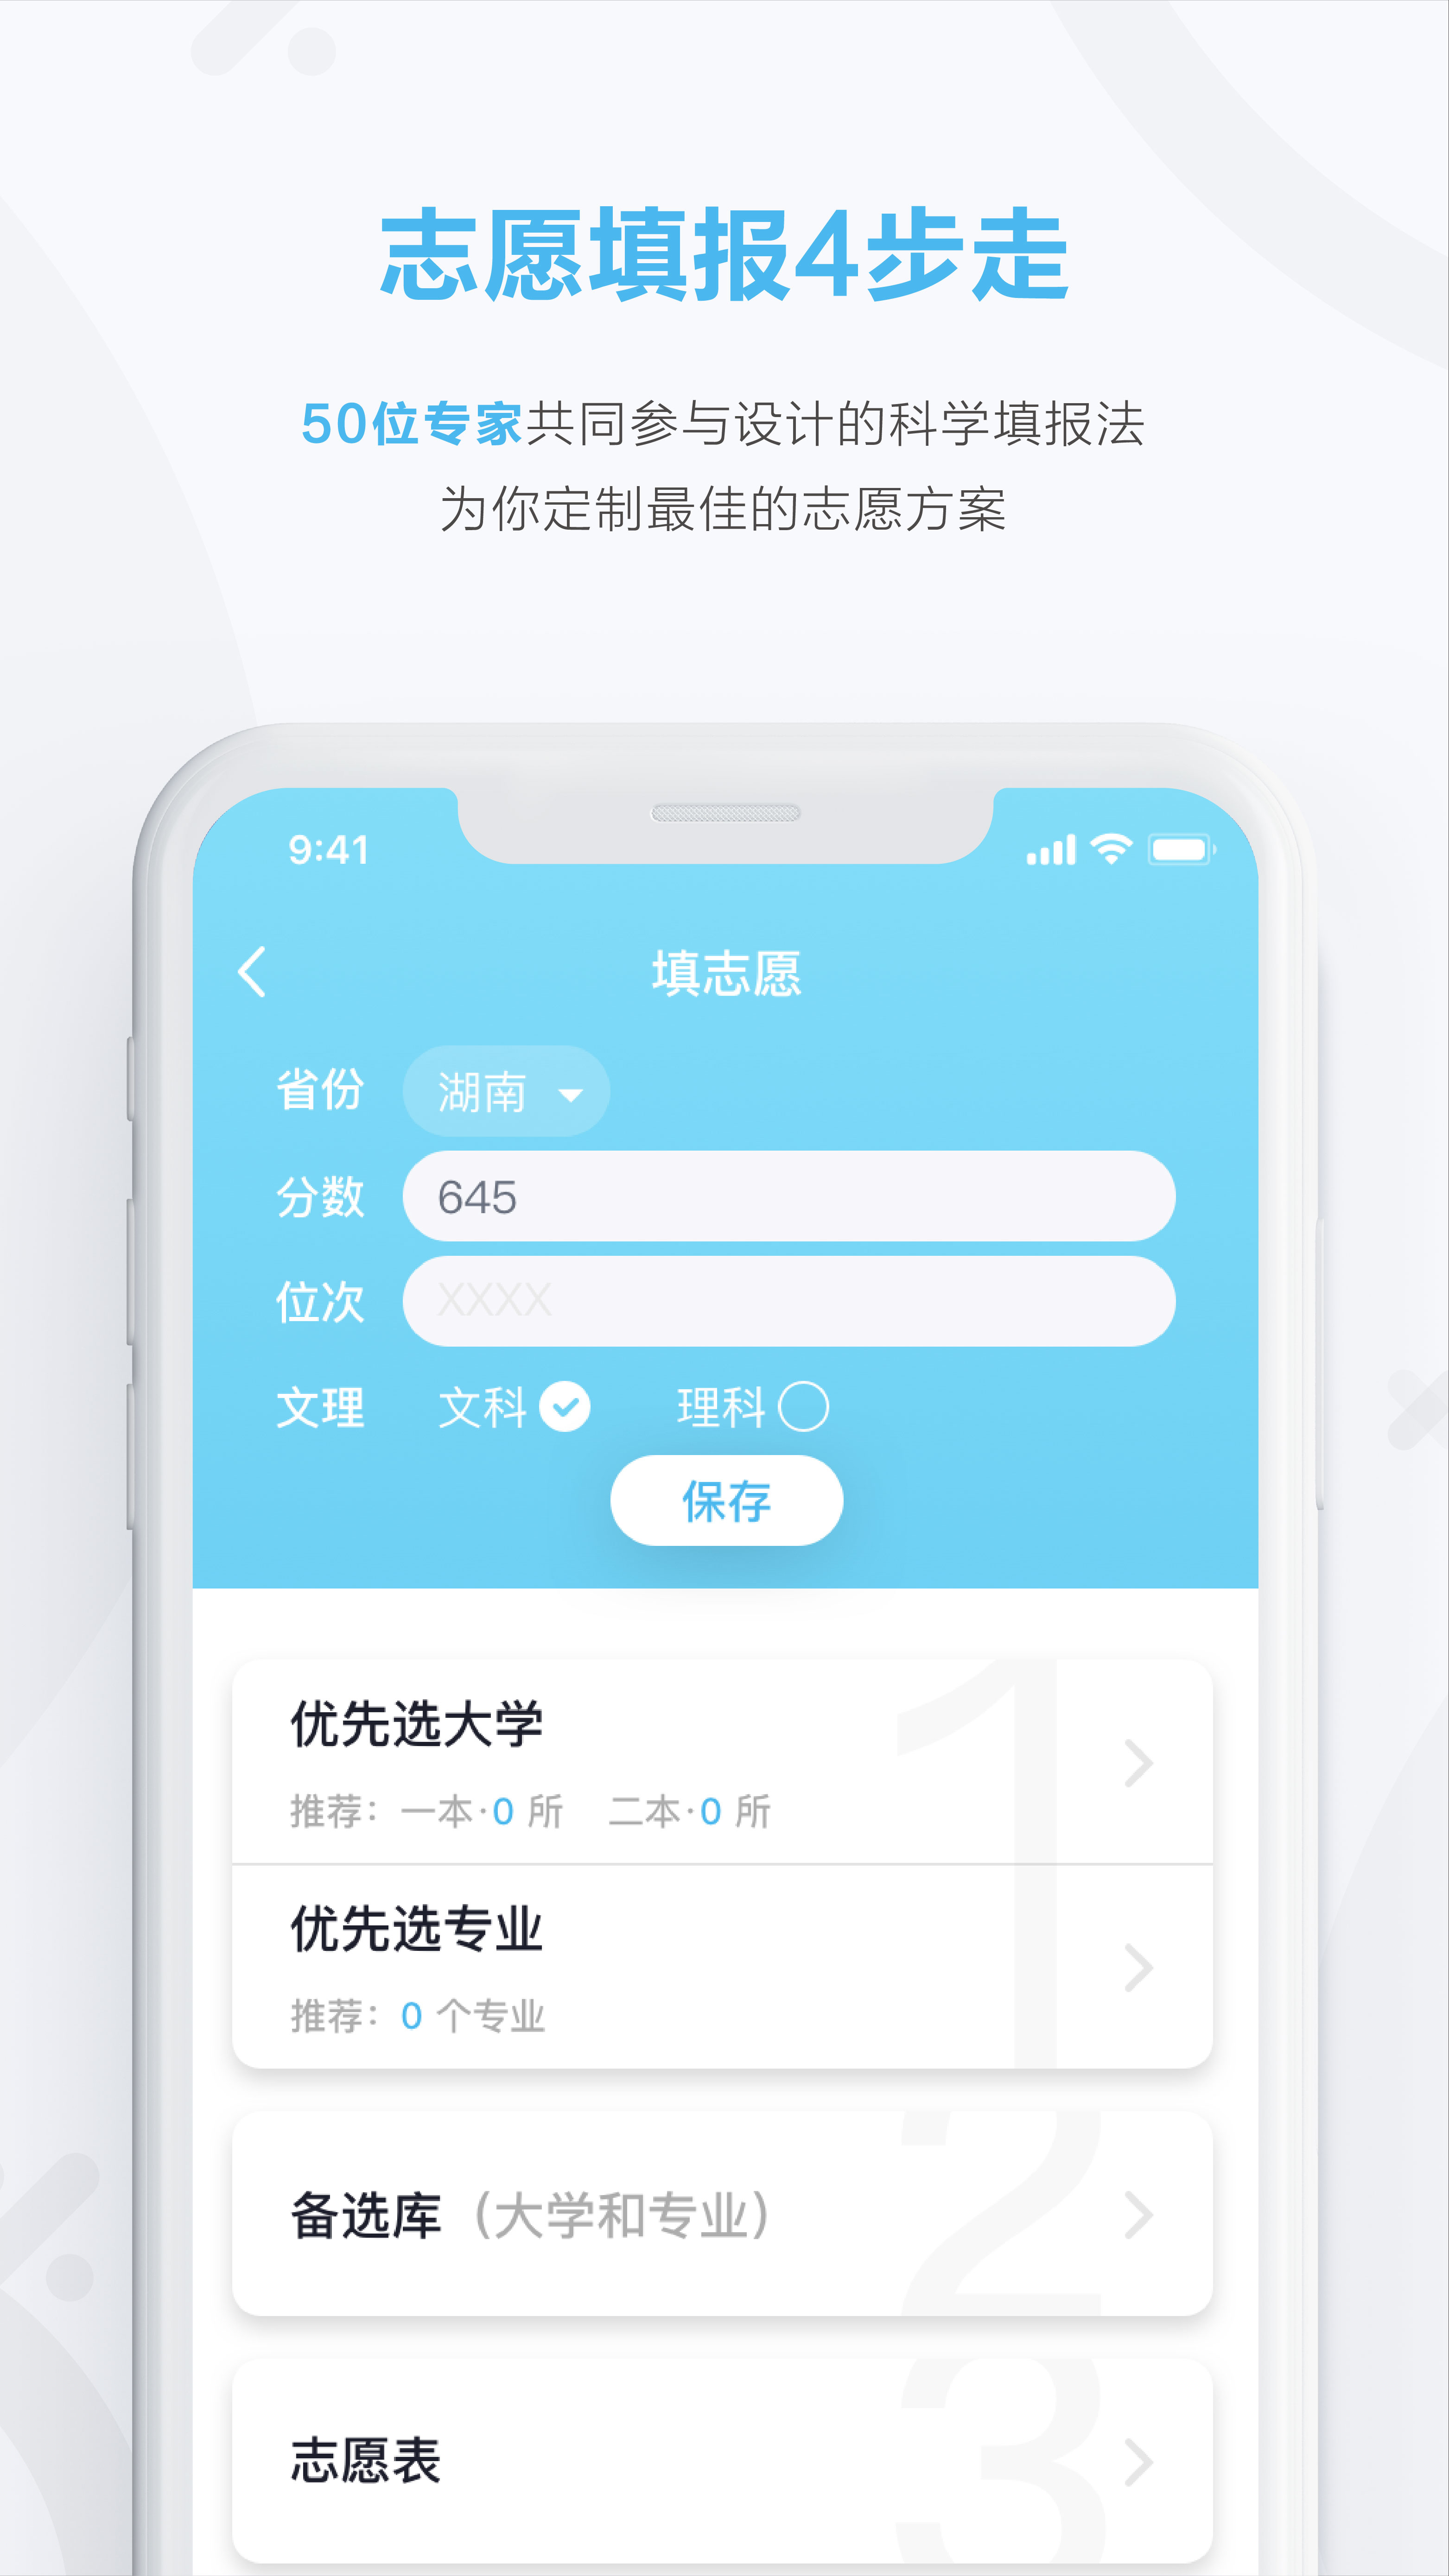 志愿填报4步走
50位专家共同参与设计的科学填报法
为你定制最佳的志愿方案
9:41
填志愿
省份 湖南
分数 645
位次 XXXX
文理 文科 理科
保存
1
优先选大学
推荐：一本·0 所 二本·0 所
优先选专业
推荐：0 个专业
2
备选库（大学和专业）
3
志愿表